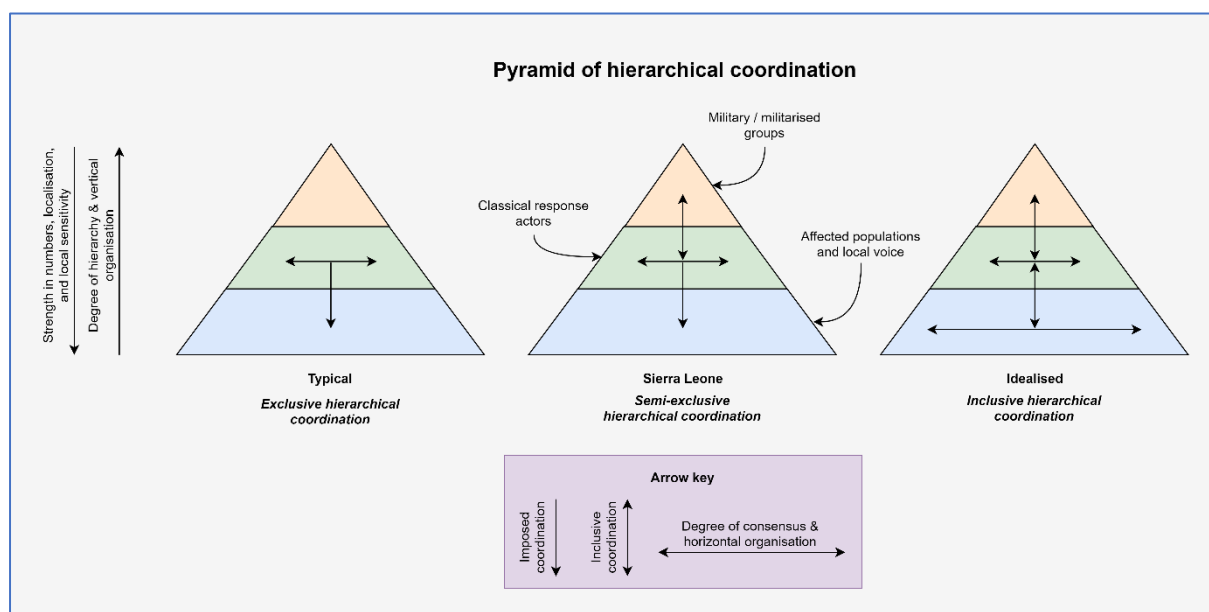 Pyramid of hierarchical coordination
Military / militarised
groups
Classical response
actors
Affected populations
and local voice
Strength in numbers, localisation,
and local sensitivity
Degree of hierarchy & vertical
organisation
Typical
Exclusive hierarchical
coordination
Sierra Leone
Semi-exclusive
hierarchical coordination
Idealised
Inclusive hierarchical
coordination
Arrow key
Imposed
coordination
Inclusive
coordination
Degree of consensus &
horizontal organisation